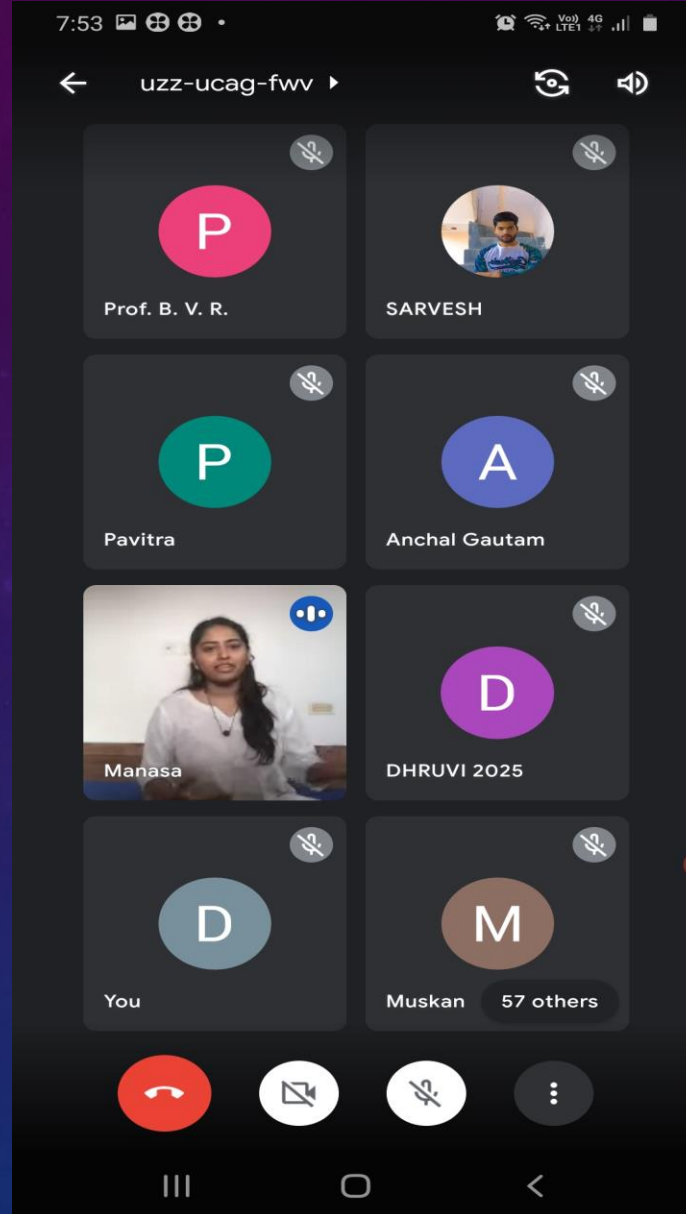 7:53
Vo)) 4G
LTE1
uzz-ucag-fwv
P
Prof. B. V. R.
SARVESH
P
Pavitra
A
Anchal Gautam
Manasa
D
DHRUVI 2025
D
You
M
Muskan
57 others